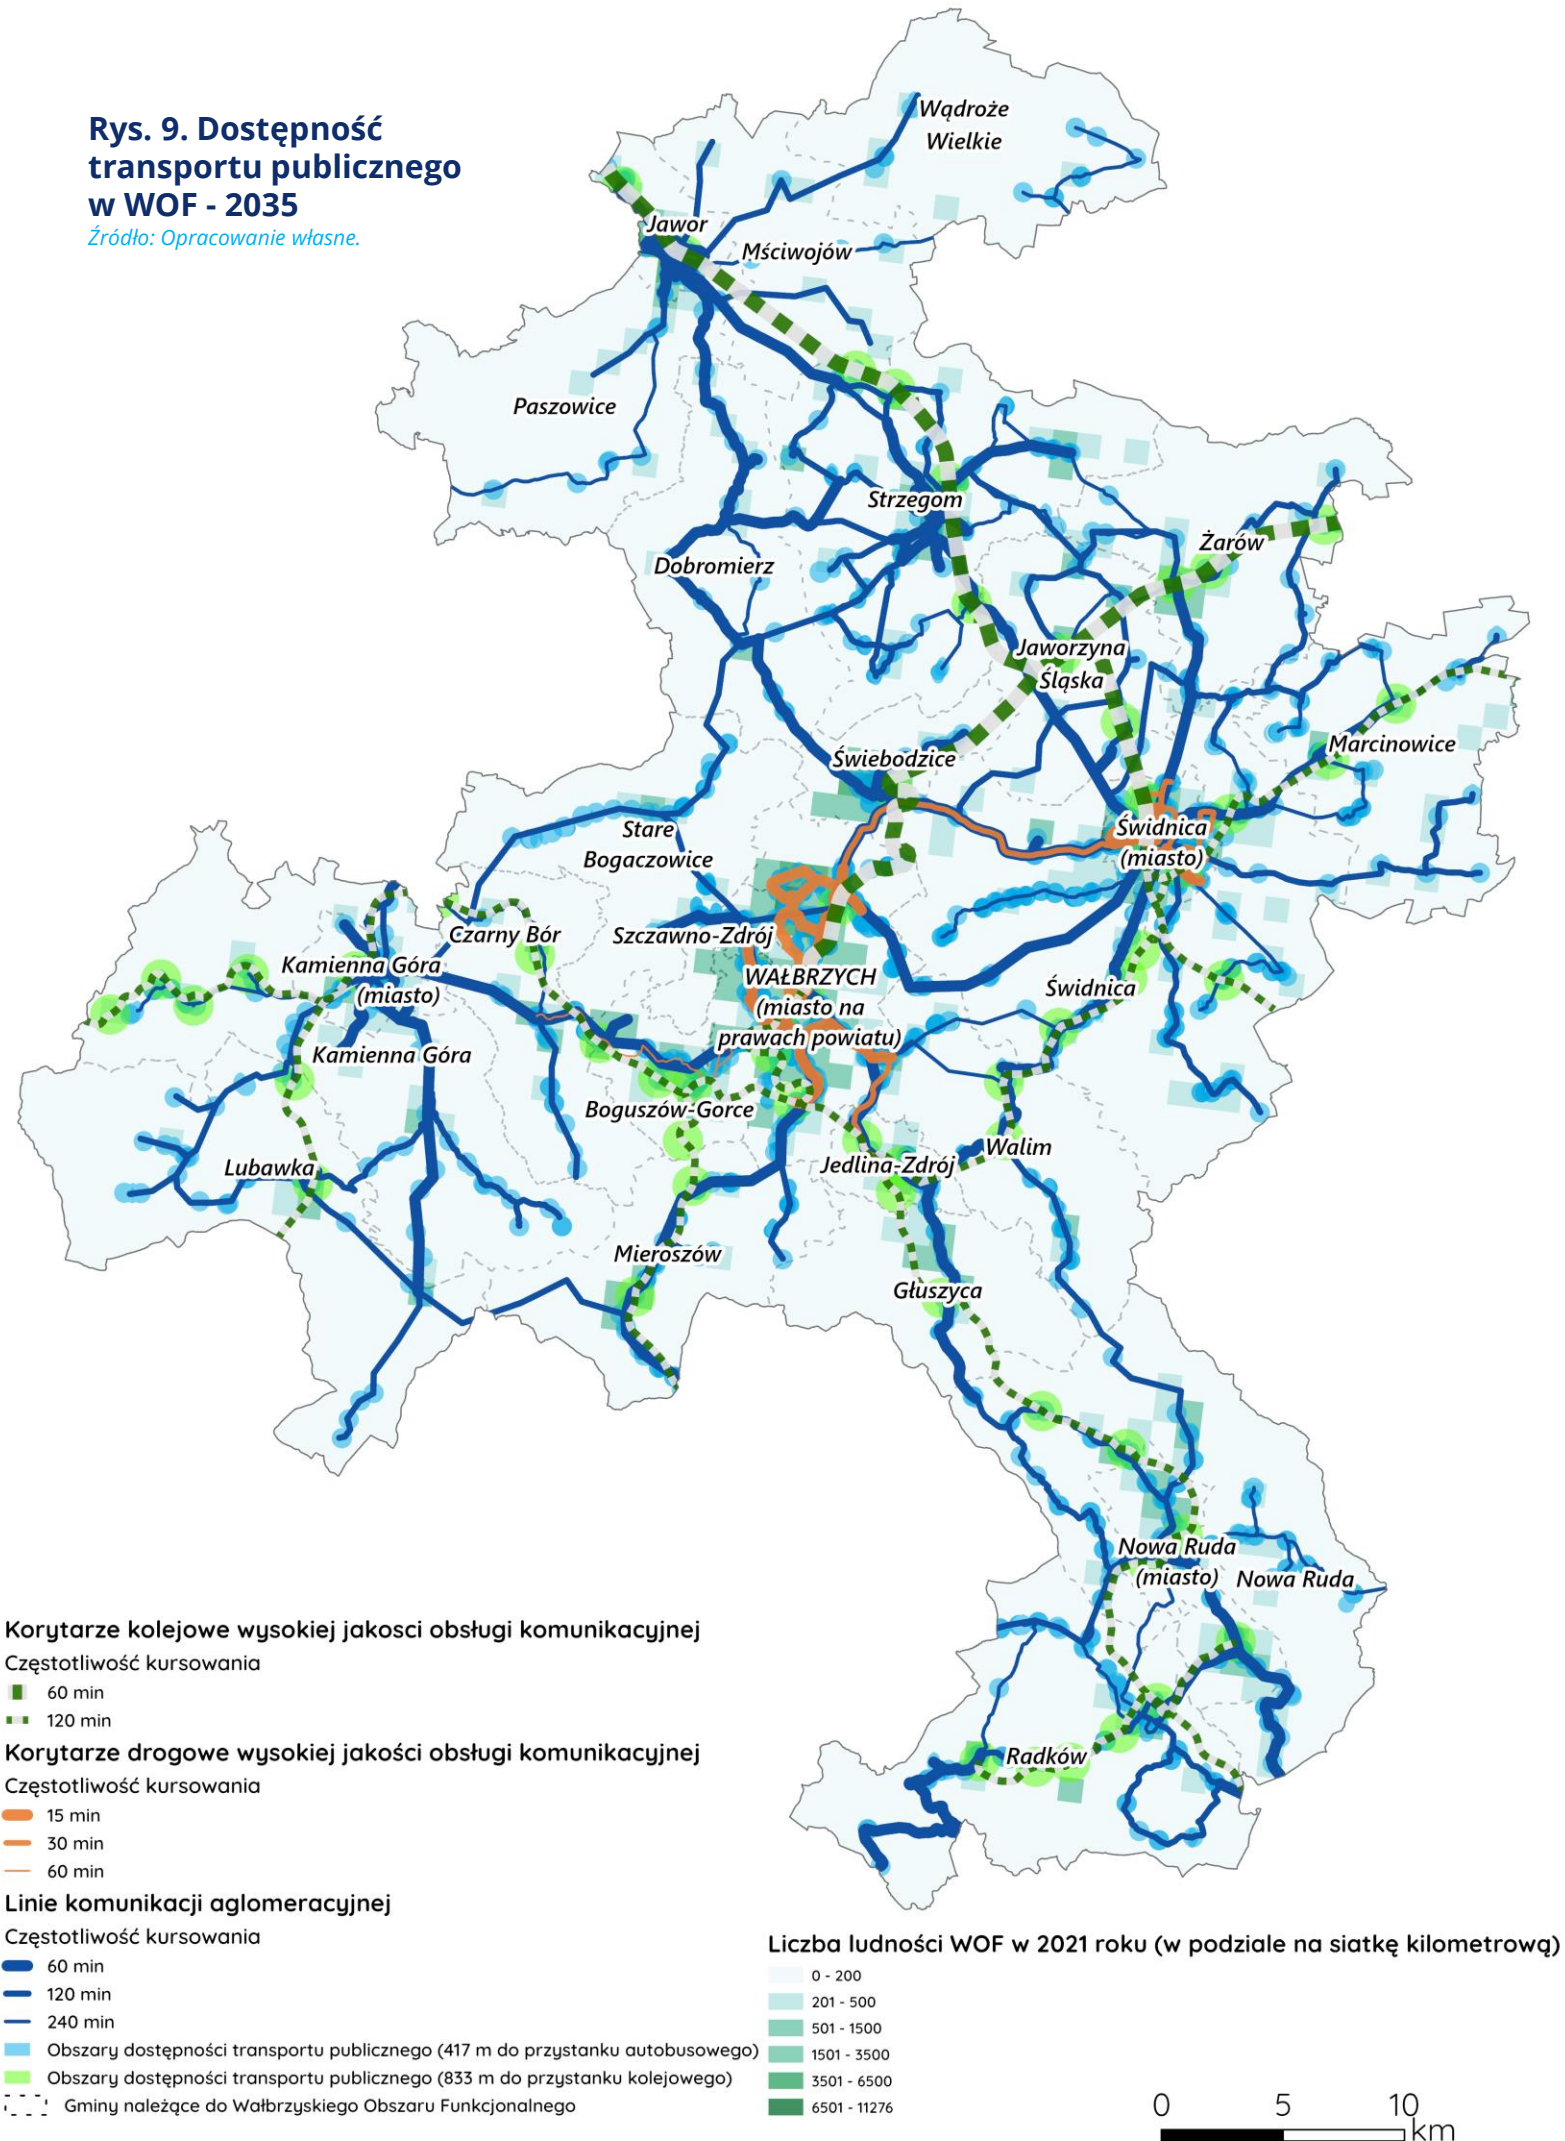 Rys. 9. Dostępność
transportu publicznego
w WOF - 2035
Źródło: Opracowanie własne.
Wądroże
Wielkie
Jawor
Mściwojów
Paszowice
Strzegom
Żarów
Dobromierz
Jaworzyna
Śląska
Marcinowice
Świebodzice
Stare
Bogaczowice
Świdnica
(miasto)
Czarny Bór
Szczawno-Zdrój
Kamienna Góra
(miasto)
WAŁBRZYCH
(miasto na
prawach powiatu)
Świdnica
Kamienna Góra
Boguszów-Gorce
Walim
Lubawka
Jedlina-Zdrój
Mieroszów
Głuszyca
Nowa Ruda
(miasto)
Nowa Ruda
Radków
Korytarze kolejowe wysokiej jakosci obsługi komunikacyjnej
Częstotliwość kursowania
60 min
120 min
Korytarze drogowe wysokiej jakości obsługi komunikacyjnej
Częstotliwość kursowania
15 min
30 min
60 min
Linie komunikacji aglomeracyjnej
Częstotliwość kursowania
60 min
120 min
240 min
Obszary dostępności transportu publicznego (417 m do przystanku autobusowego)
Obszary dostępności transportu publicznego (833 m do przystanku kolejowego)
Gminy należące do Wałbrzyskiego Obszaru Funkcjonalnego
Liczba ludności WOF w 2021 roku (w podziale na siatkę kilometrową)
0 - 200
201 - 500
501 - 1500
1501 - 3500
3501 - 6500
6501 - 11276
0 5 10
km